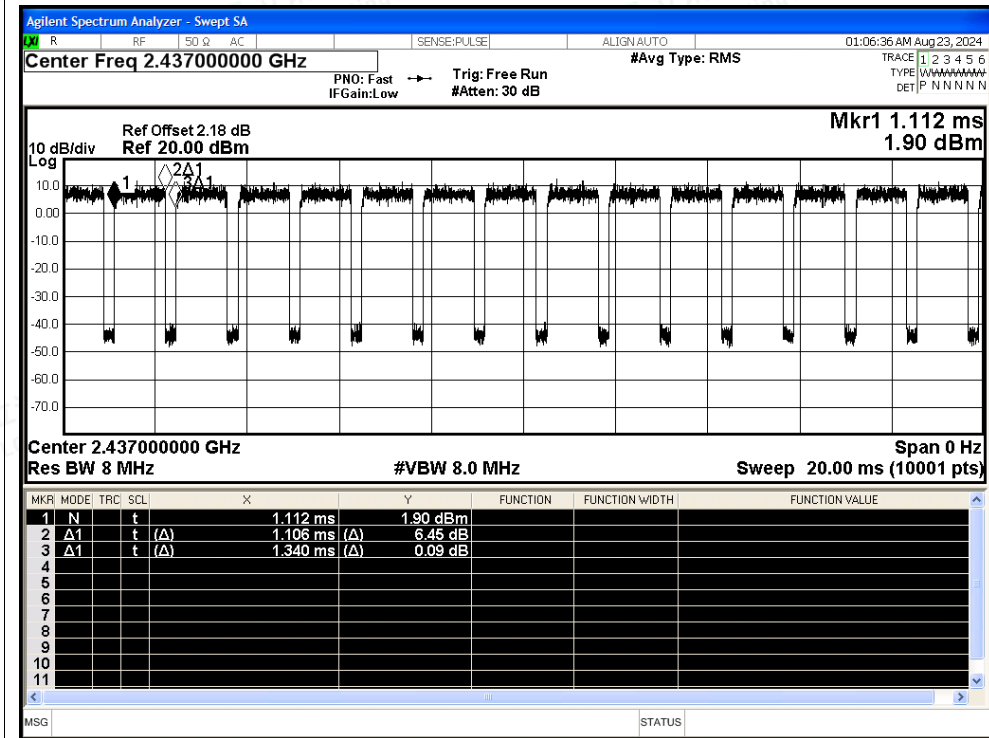 Agilent Spectrum Analyzer - Swept SA
LXI R RF 50 Ω AC SENSE:PULSE ALIGN AUTO 01:06:36 AM Aug 23, 2024
Center Freq 2.437000000 GHz #Avg Type: RMS TRACE 1 2 3 4 5 6
PNO: Fast Trig: Free Run TYPE
IFGain:Low #Atten: 30 dB DET P N N N N N
Mkr1 1.112 ms
Ref Offset 2.18 dB
10 dB/div Ref 20.00 dBm 1.90 dBm
Log
1 2Δ1
3Δ1
10.0
0.00
-10.0
-20.0
-30.0
-40.0
-50.0
-60.0
-70.0
Center 2.437000000 GHz Span 0 Hz
Res BW 8 MHz #VBW 8.0 MHz Sweep 20.00 ms (10001 pts)
MKR MODE TRC SCL X Y FUNCTION FUNCTION WIDTH FUNCTION VALUE
1 N t 1.112 ms 1.90 dBm
2 Δ1 t (Δ) 1.106 ms (Δ) 6.45 dB
3 Δ1 t (Δ) 1.340 ms (Δ) 0.09 dB
4
5
6
7
8
9
10
11
MSG STATUS